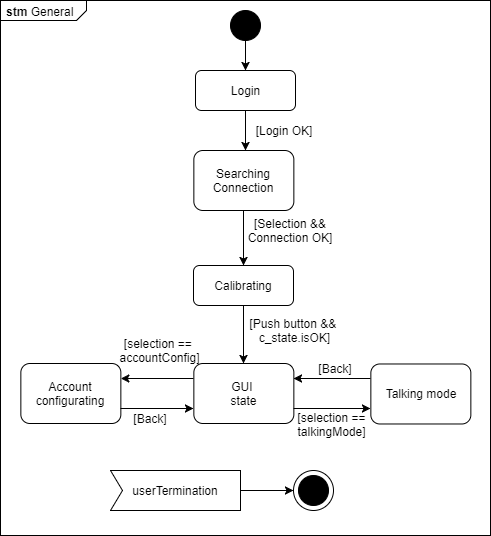 stm General
Login
[Login OK]
Searching
Connection
[Selection &&
Connection OK]
Calibrating
[Push button &&
c_state.isOK]
[selection ==
accountConfig]
[Back]
Account
configurating
GUI
state
Talking mode
[Back]
[selection ==
talkingMode]
userTermination